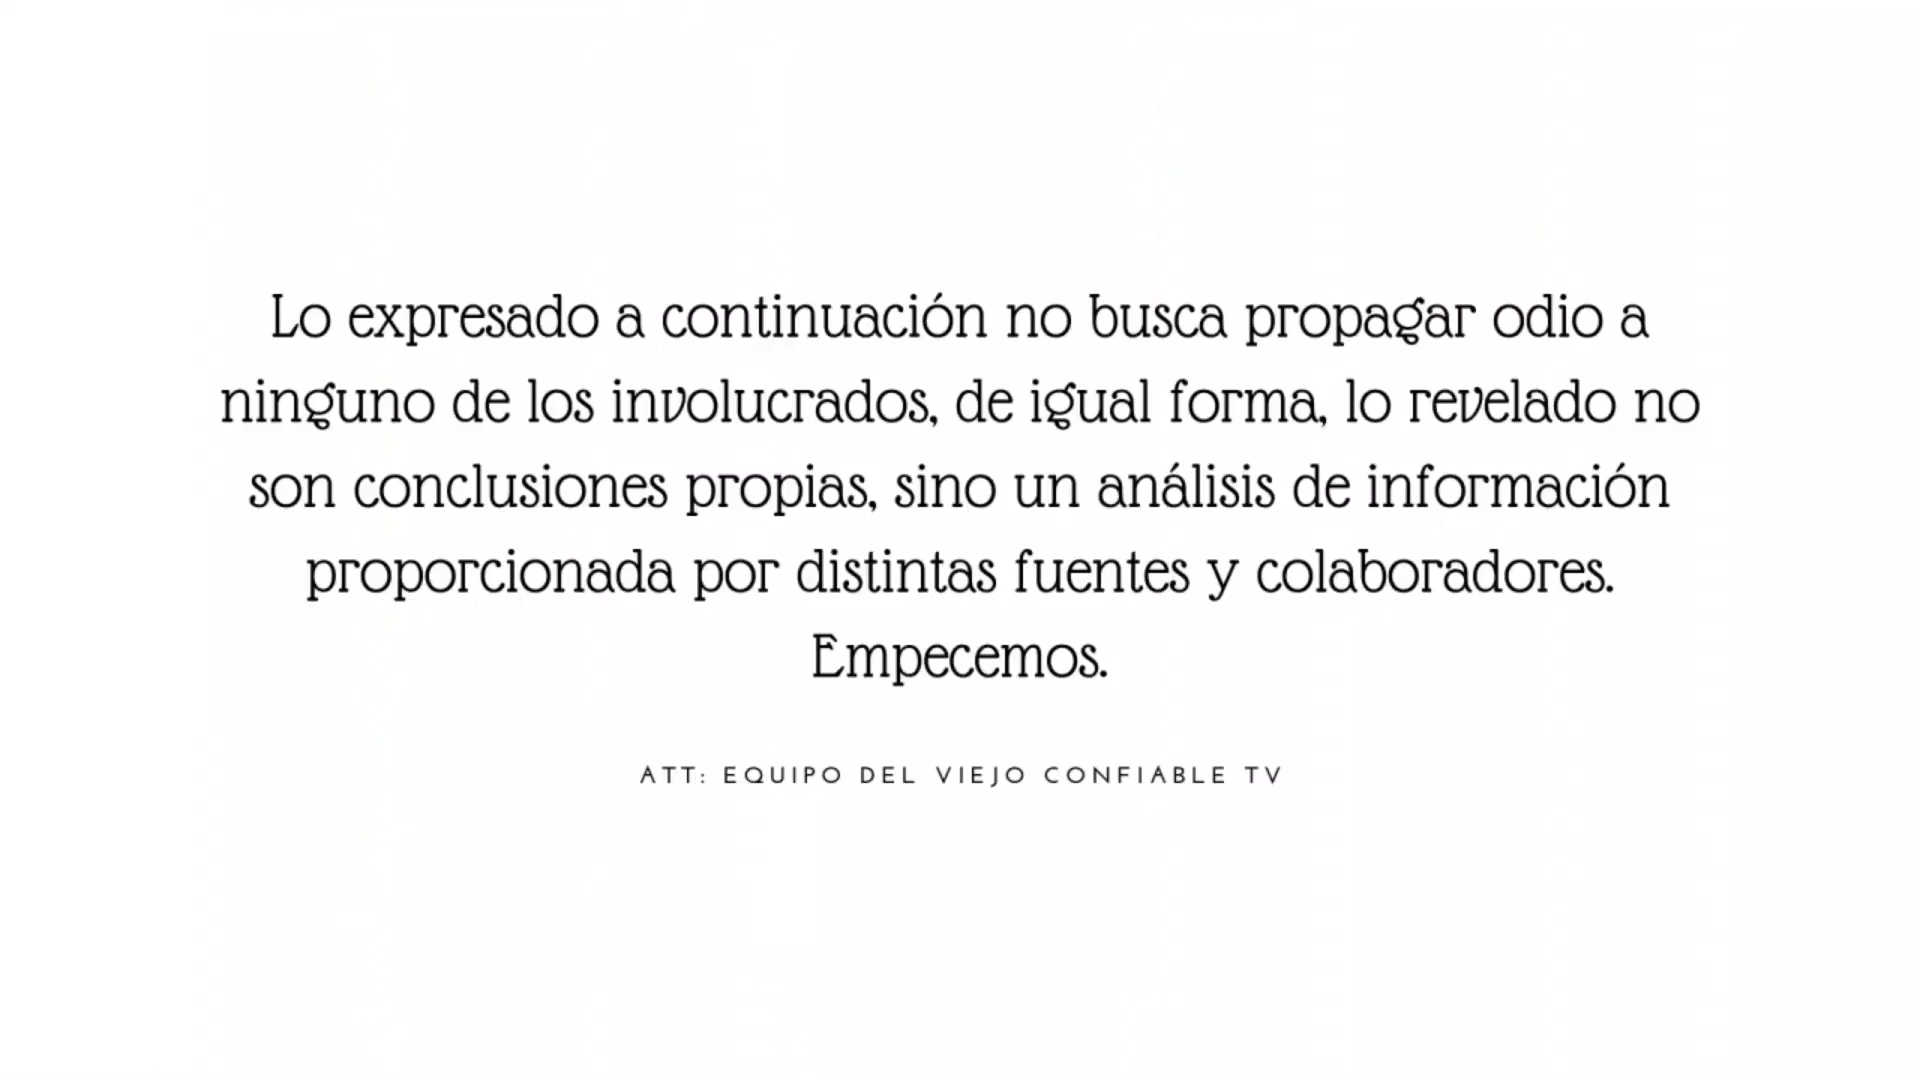 Lo expresado a continuación no busca propagar odio a
ninguno de los involucrados, de igual forma, lo revelado no
son conclusiones propias, sino un análisis de información
proporcionada por distintas fuentes y colaboradores.
Empecemos.
ATT: EQUIPO DEL VIEJO CONFIABLE TV